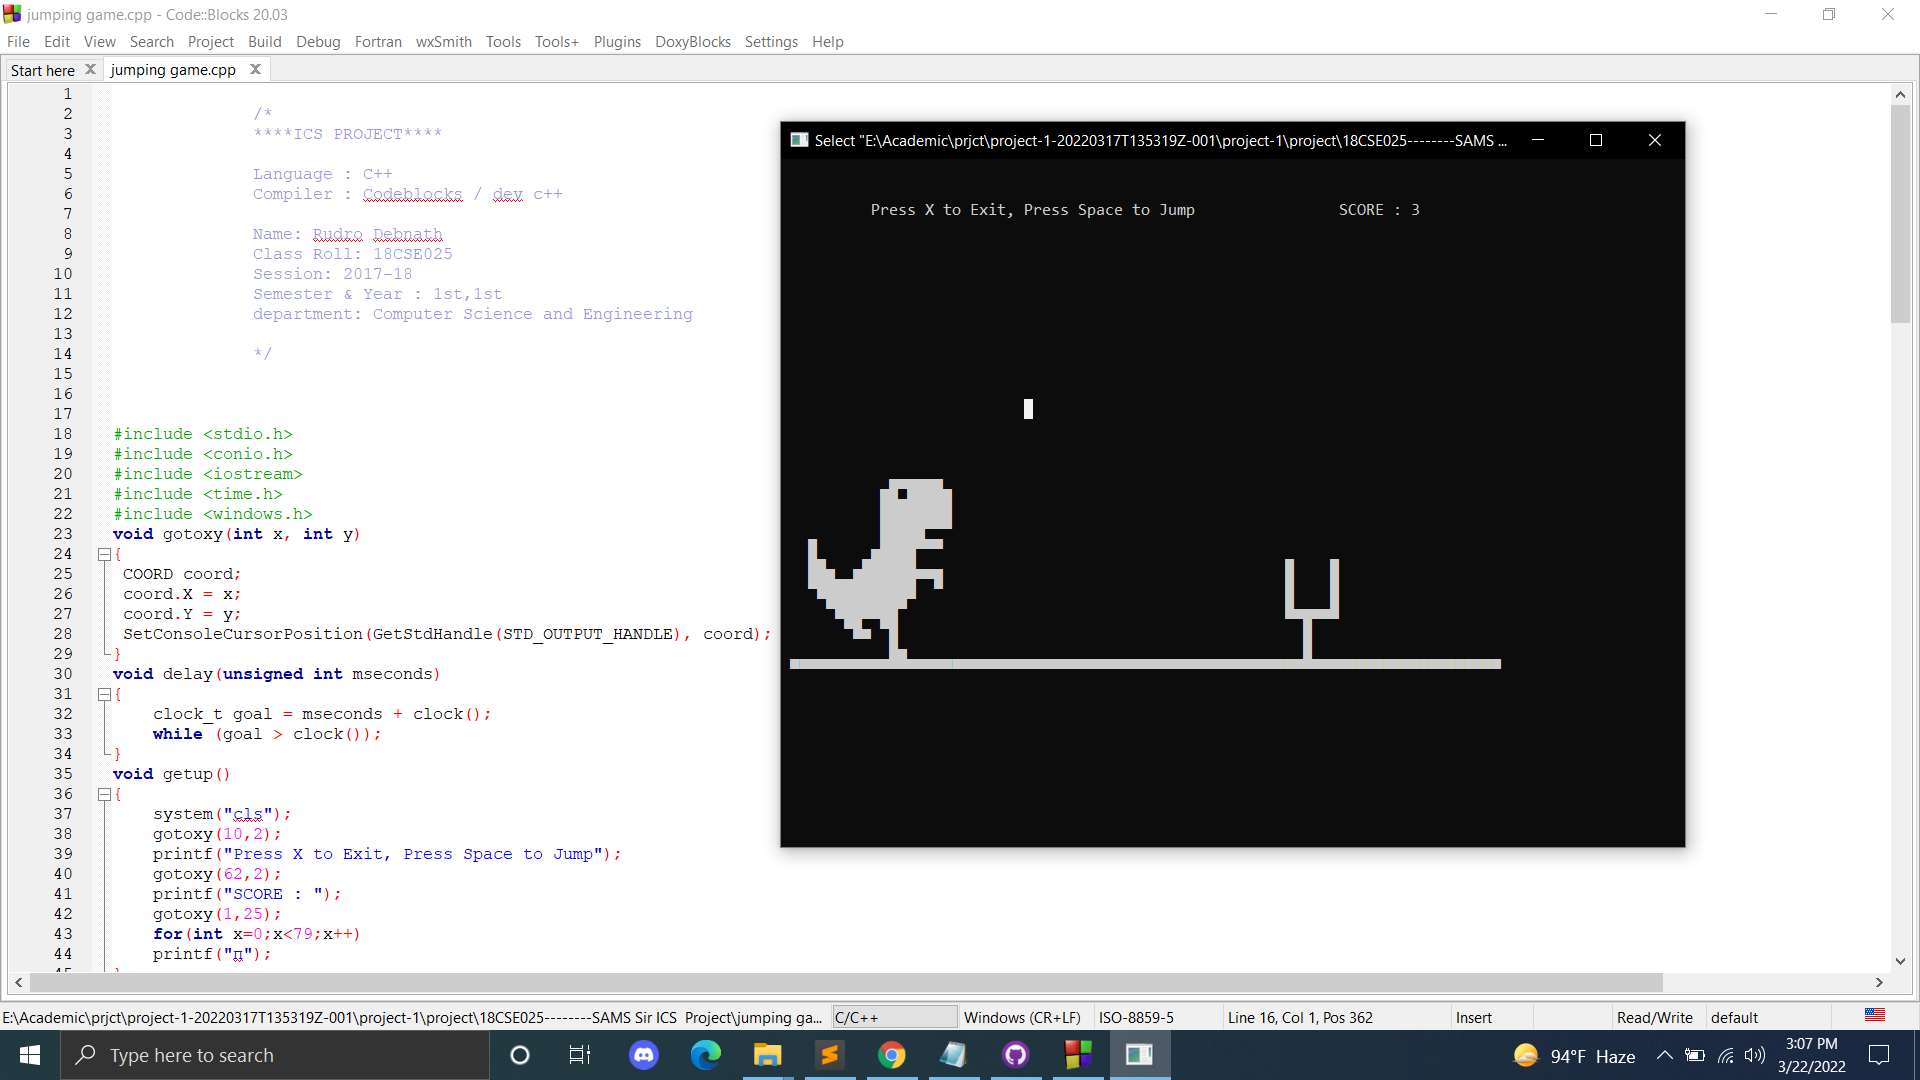 jumping game.cpp - Code::Blocks 20.03
File Edit View Search Project Build Debug Fortran wxSmith Tools Tools+ Plugins DoxyBlocks Settings Help
Start here X jumping game.cpp X
1
2 /*
3 ****ICS PROJECT****
4
5 Language : C++
6 Compiler : Codeblocks / dev c++
7
8 Name: Rudro Debnath
9 Class Roll: 18CSE025
10 Session: 2017-18
11 Semester & Year : 1st,1st
12 department: Computer Science and Engineering
13
14 */
15
16
17
18 #include <stdio.h>
19 #include <conio.h>
20 #include <iostream>
21 #include <time.h>
22 #include <windows.h>
23 void gotoxy(int x, int y)
24 {
25 COORD coord;
26 coord.X = x;
27 coord.Y = y;
28 SetConsoleCursorPosition(GetStdHandle(STD_OUTPUT_HANDLE), coord);
29 }
30 void delay(unsigned int mseconds)
31 {
32 clock_t goal = mseconds + clock();
33 while (goal > clock());
34 }
35 void getup()
36 {
37 system("cls");
38 gotoxy(10,2);
39 printf("Press X to Exit, Press Space to Jump");
40 gotoxy(62,2);
41 printf("SCORE : ");
42 gotoxy(1,25);
43 for(int x=0;x<79;x++)
44 printf("п");
Select "E:\Academic\prjct\project-1-20220317T135319Z-001\project-1\project\18CSE025--------SAMS ...
Press X to Exit, Press Space to Jump SCORE : 3
E:\Academic\prjct\project-1-20220317T135319Z-001\project-1\project\18CSE025--------SAMS Sir ICS Project\jumping ga... C/C++ Windows (CR+LF) ISO-8859-5 Line 16, Col 1, Pos 362 Insert Read/Write default
Type here to search
94°F Haze
3:07 PM
3/22/2022